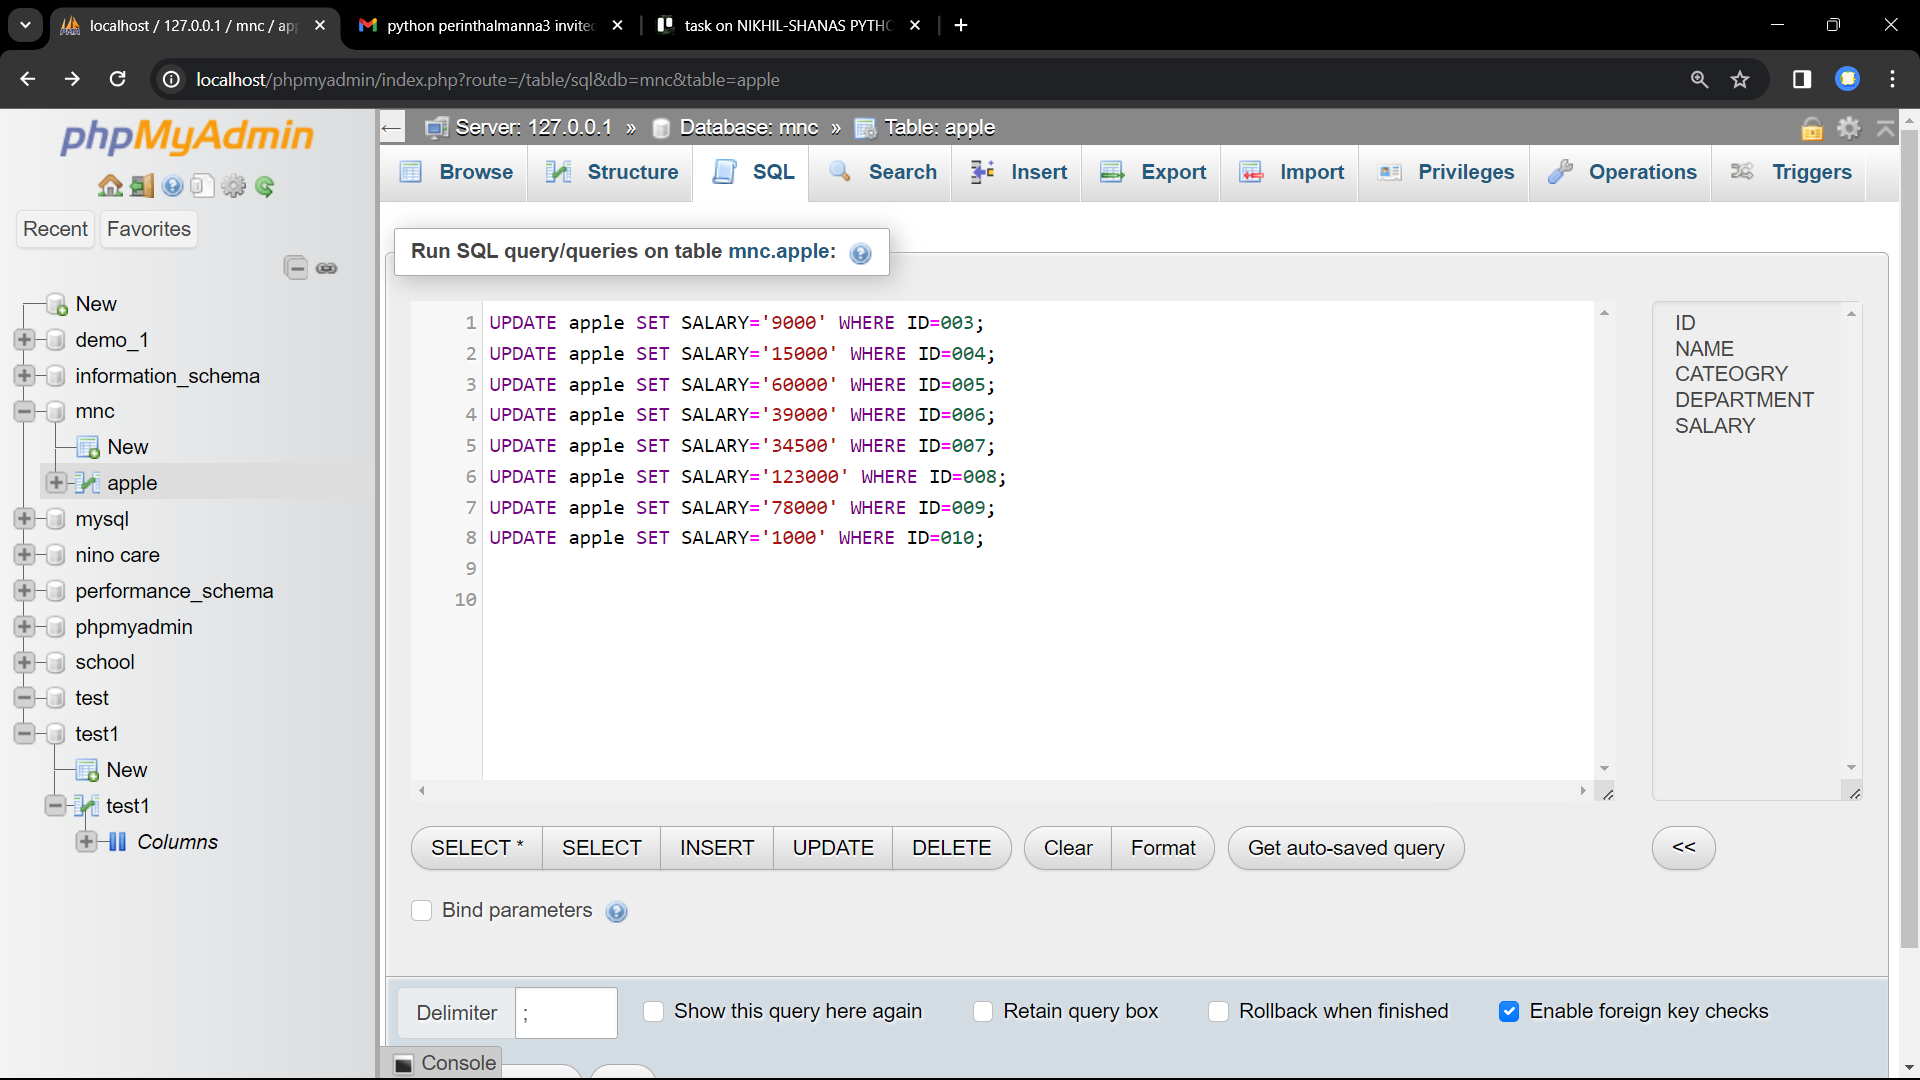 localhost / 127.0.0.1 / mnc / ap
python perinthalmanna3 invite
task on NIKHIL-SHANAS PYTHO
localhost/phpmyadmin/index.php?route=/table/sql&db=mnc&table=apple
phpMyAdmin
Recent
Favorites
New
demo_1
information_schema
mnc
New
apple
mysql
nino care
performance_schema
phpmyadmin
school
test
test1
New
test1
Columns
Server: 127.0.0.1 » Database: mnc » Table: apple
Browse
Structure
SQL
Search
Insert
Export
Import
Privileges
Operations
Triggers
Run SQL query/queries on table mnc.apple:
1 UPDATE apple SET SALARY='9000' WHERE ID=003;
2 UPDATE apple SET SALARY='15000' WHERE ID=004;
3 UPDATE apple SET SALARY='60000' WHERE ID=005;
4 UPDATE apple SET SALARY='39000' WHERE ID=006;
5 UPDATE apple SET SALARY='34500' WHERE ID=007;
6 UPDATE apple SET SALARY='123000' WHERE ID=008;
7 UPDATE apple SET SALARY='78000' WHERE ID=009;
8 UPDATE apple SET SALARY='1000' WHERE ID=010;
9
10
ID
NAME
CATEOGRY
DEPARTMENT
SALARY
SELECT *
SELECT
INSERT
UPDATE
DELETE
Clear
Format
Get auto-saved query
<<
Bind parameters
Delimiter
;
Show this query here again
Retain query box
Rollback when finished
Enable foreign key checks
Console